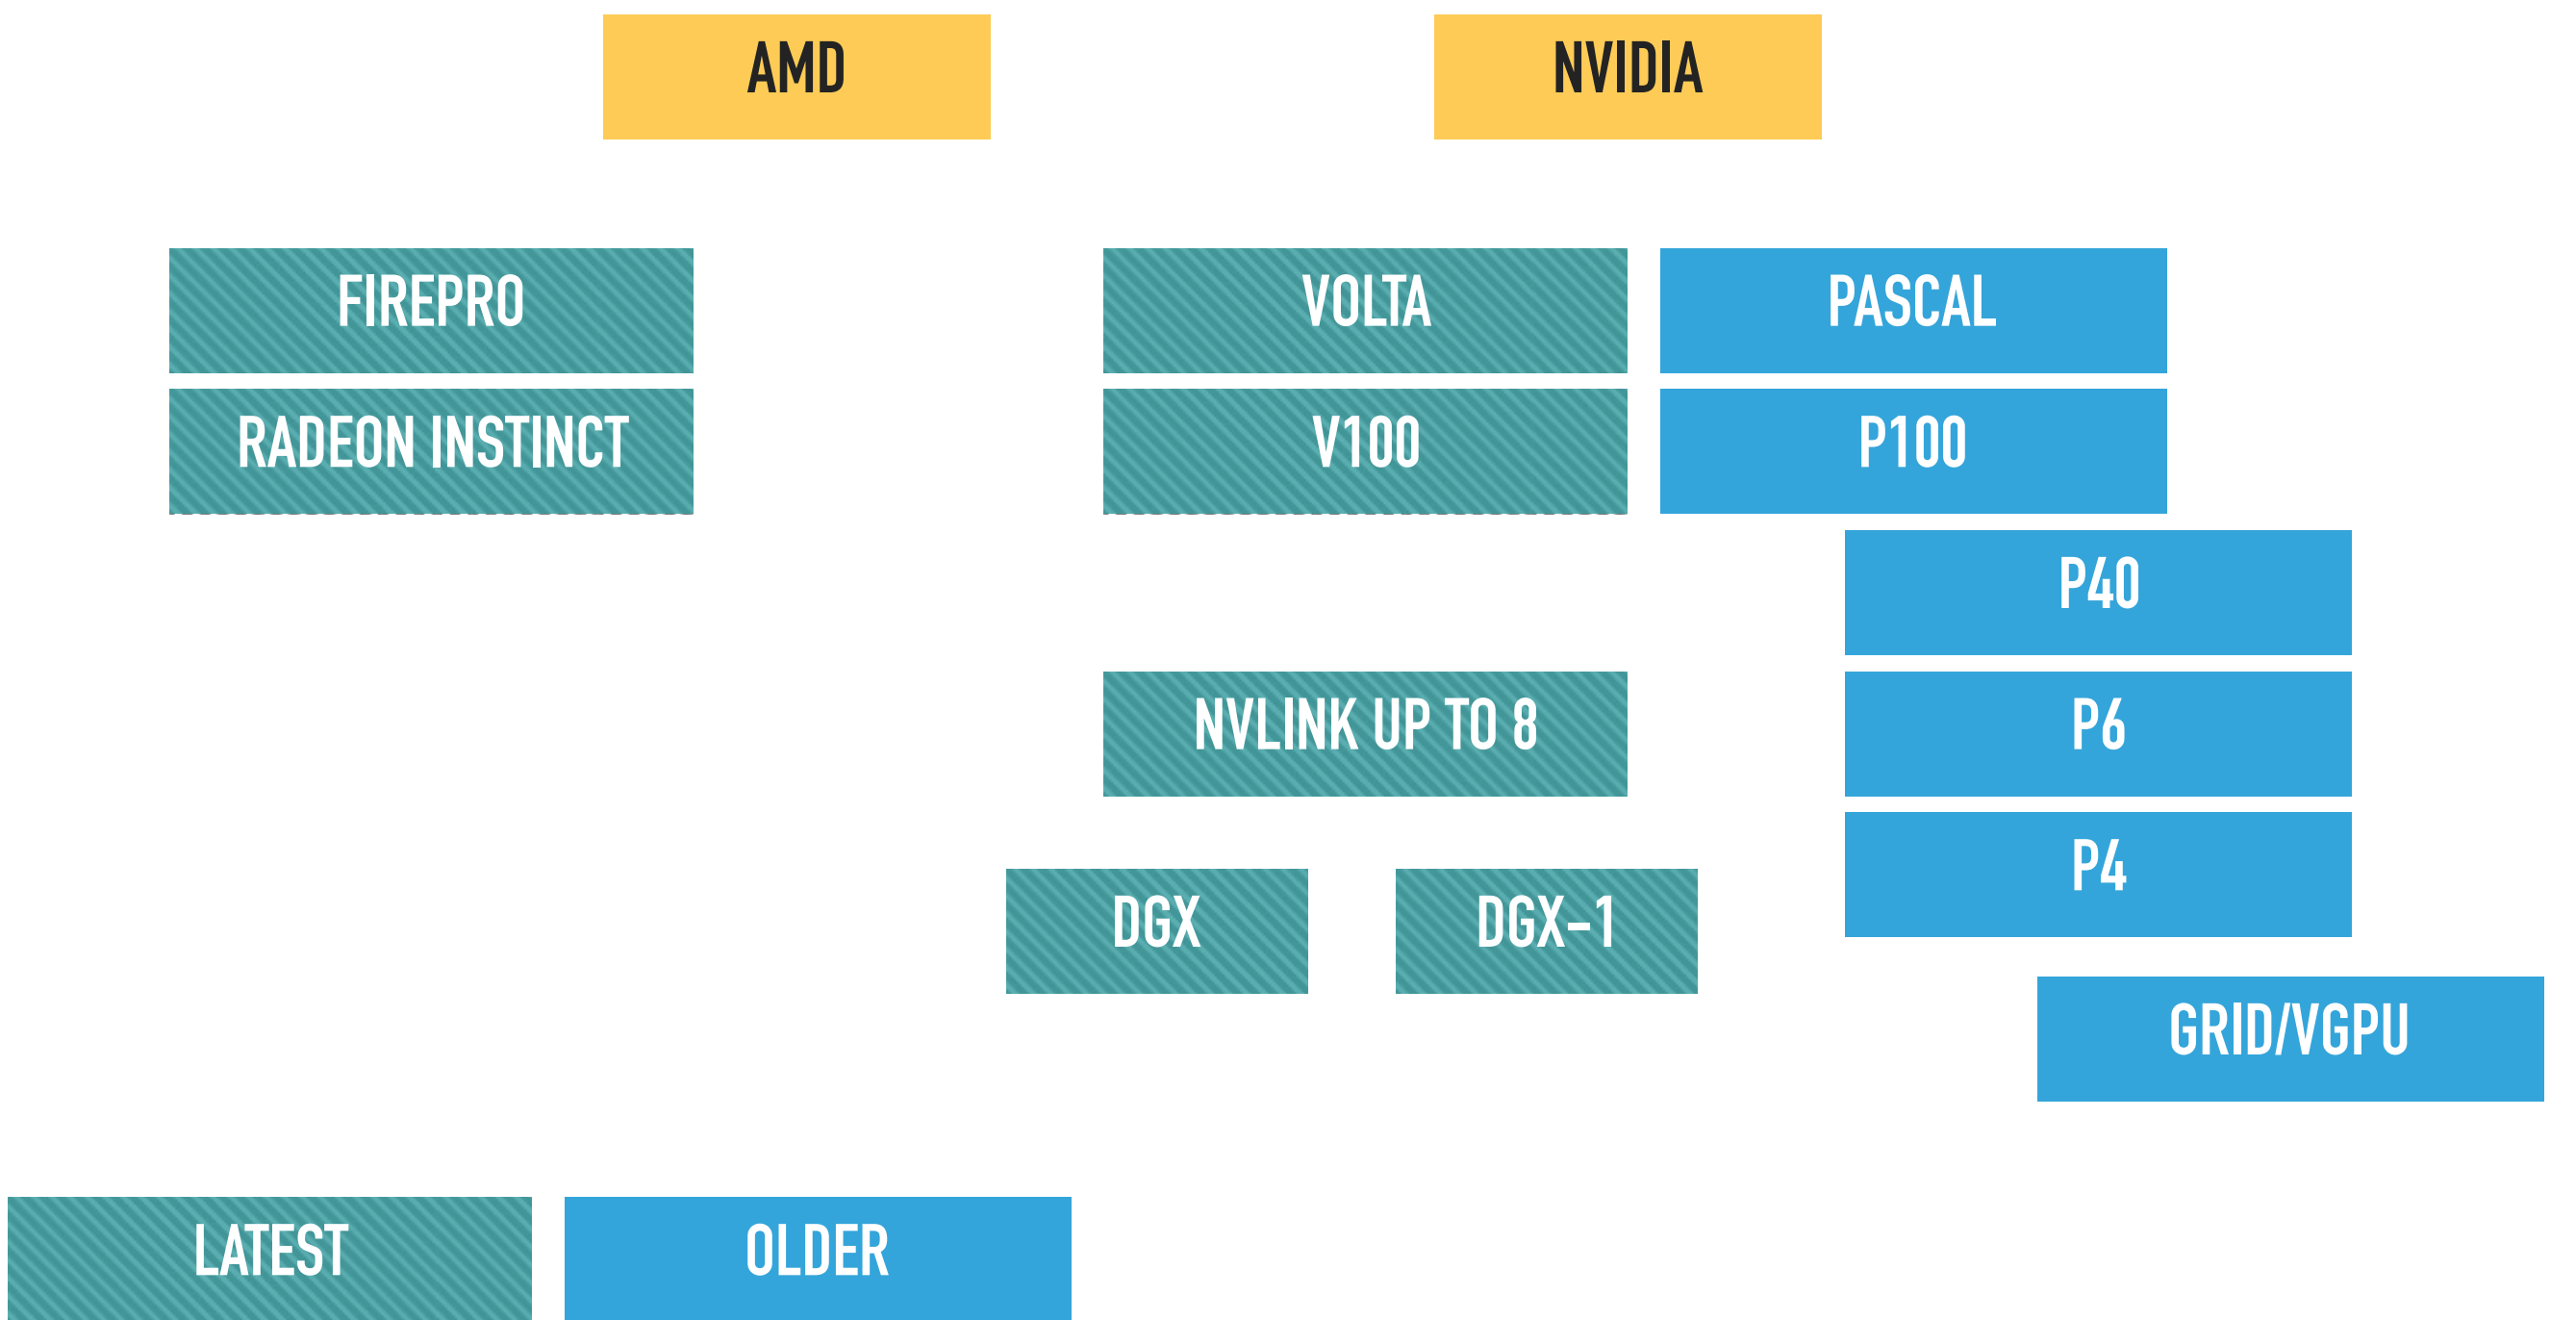 AMD
NVIDIA
FIREPRO
VOLTA
PASCAL
RADEON INSTINCT
V100
P100
P40
NVLINK UP TO 8
P6
P4
DGX
DGX-1
GRID/VGPU
LATEST
OLDER